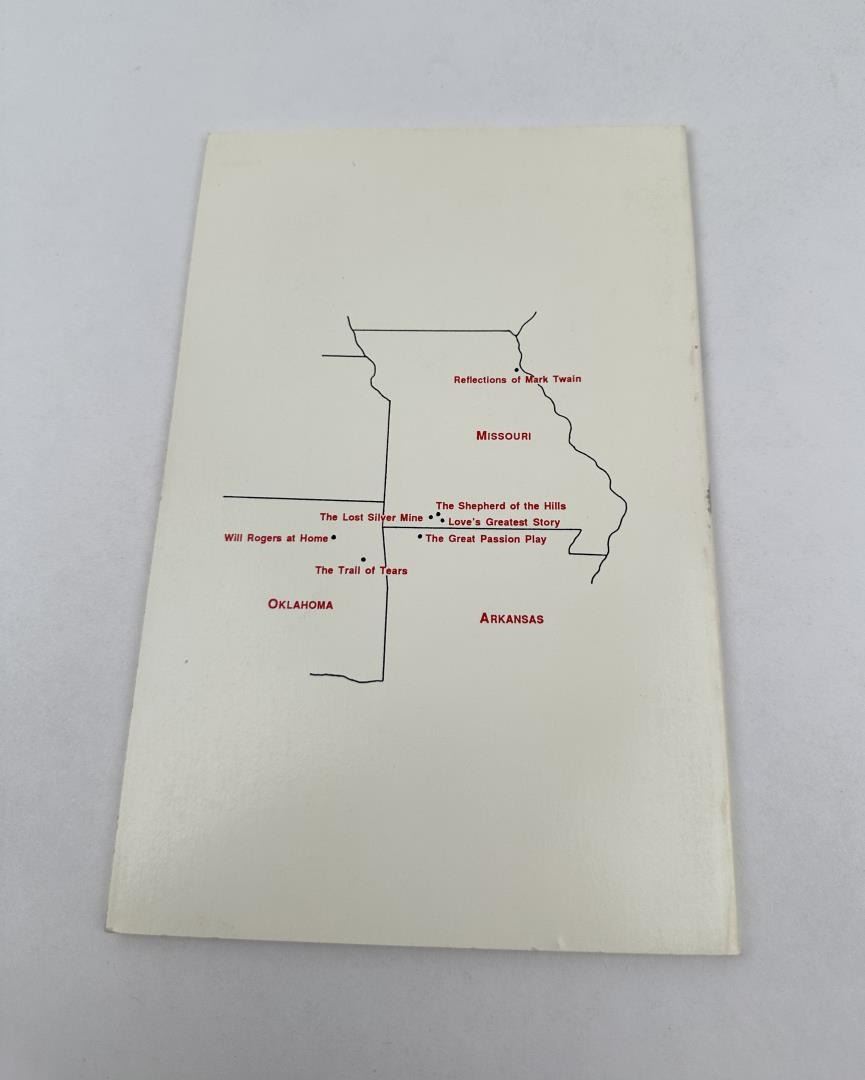 Reflections of Mark Twain
MISSOURI
The Shepherd of the Hills
The Lost Silver Mine
Love's Greatest Story
Will Rogers at Home
The Great Passion Play
The Trail of Tears
OKLAHOMA
ARKANSAS